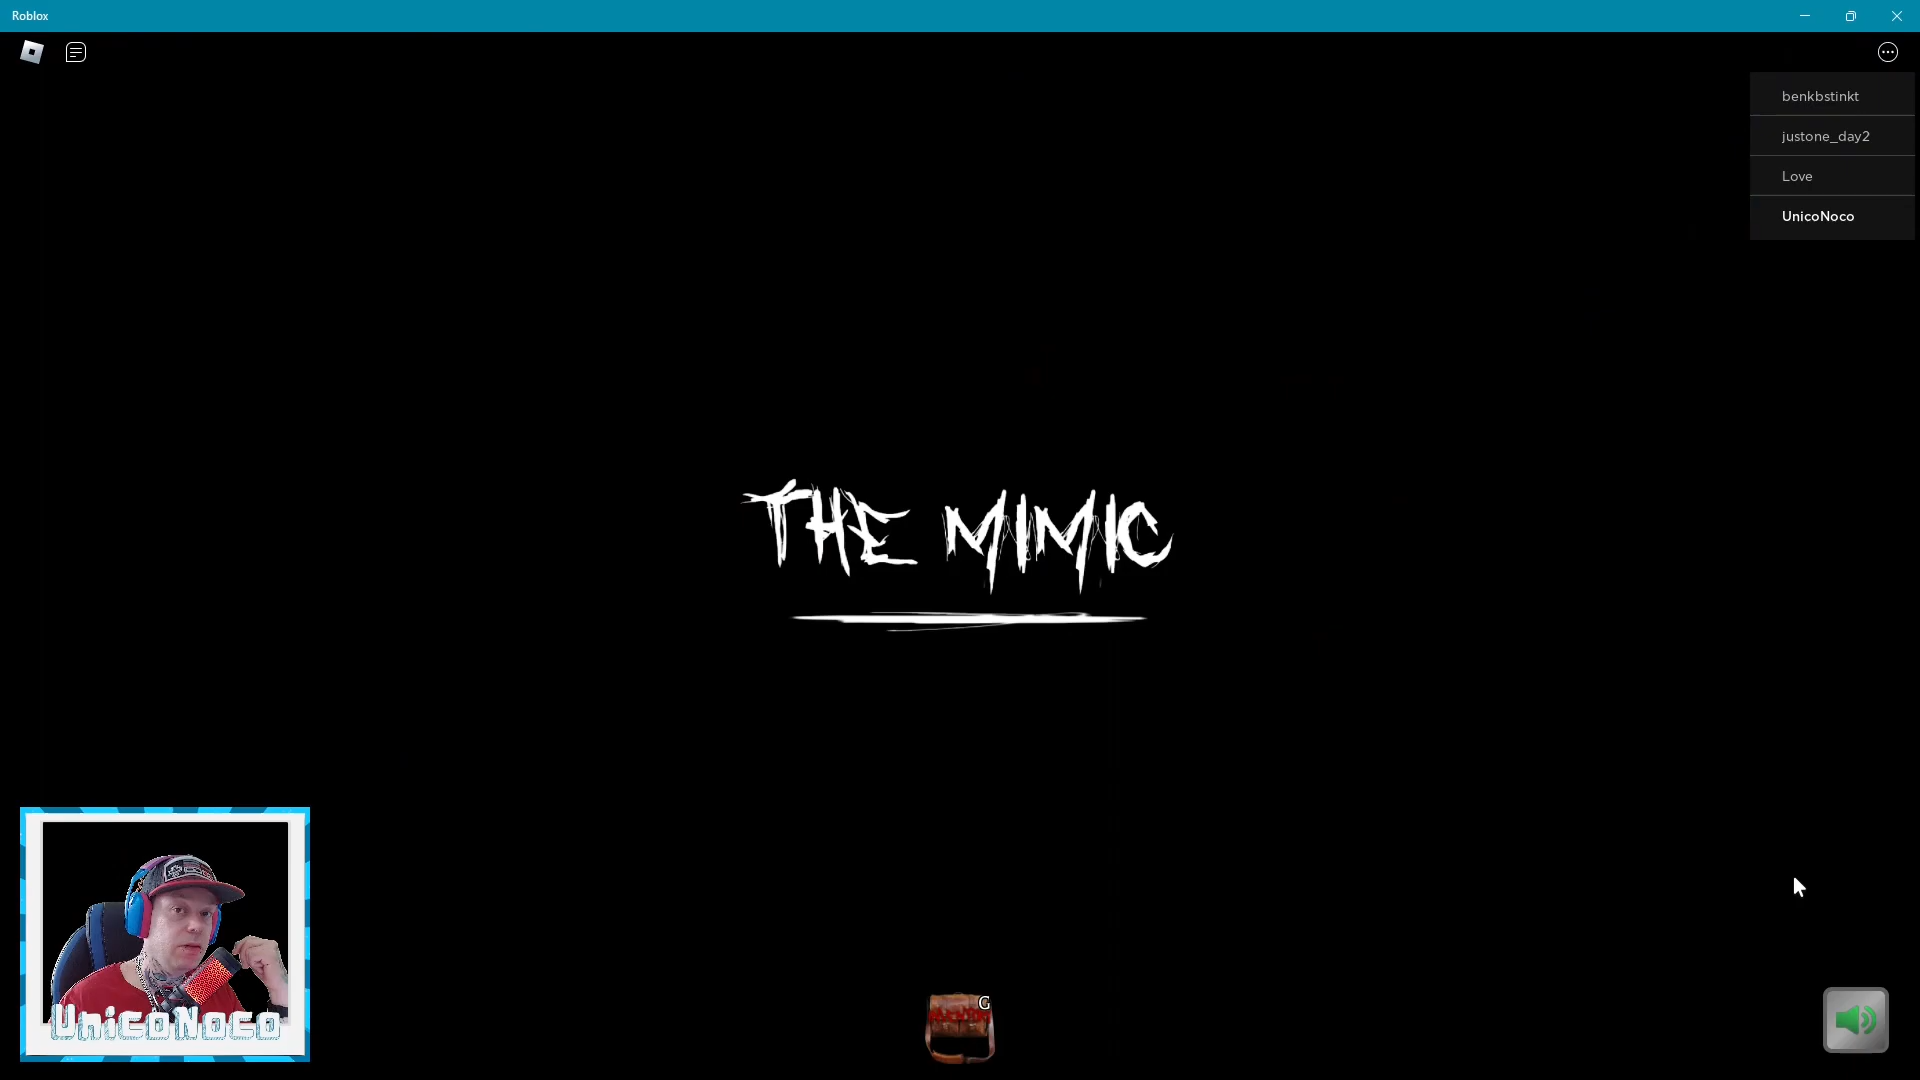 Roblox
benkbstinkt
justone_day2
Love
UnicoNoco
THE MIMIC
G
UnicoNoco